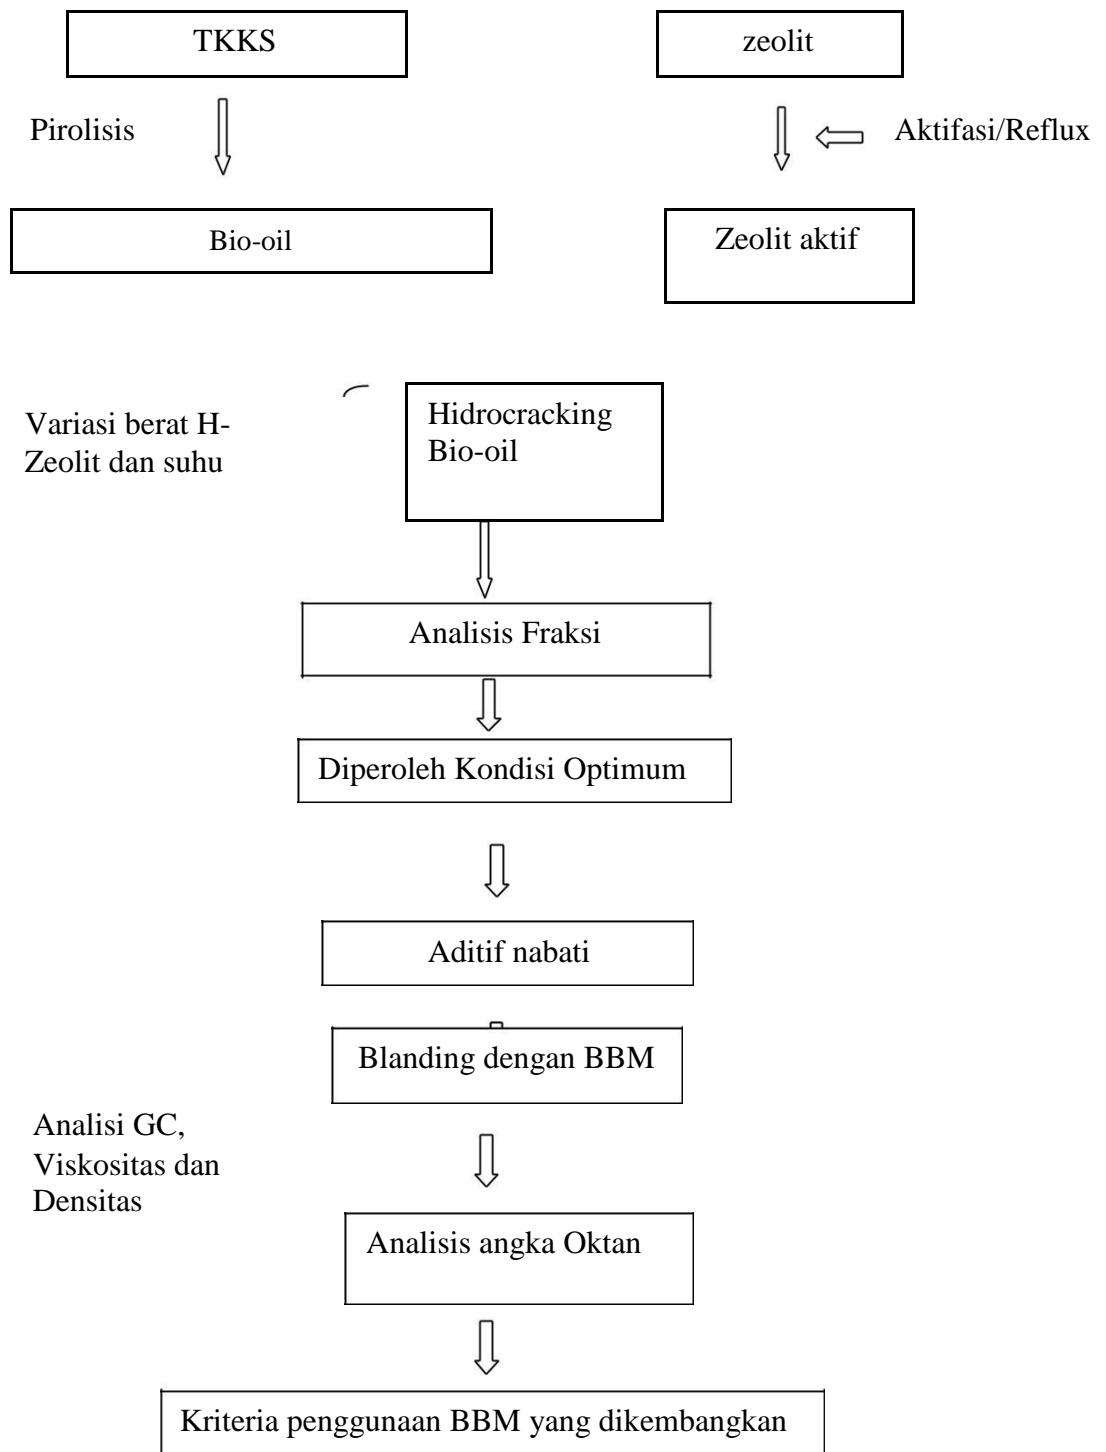 TKKS
zeolit
Pirolisis
Aktifasi/Reflux
Bio-oil
Zeolit aktif
Variasi berat H-
Zeolit dan suhu
Hidrocracking
Bio-oil
Analisis Fraksi
Diperoleh Kondisi Optimum
Aditif nabati
Blanding dengan BBM
Analisi GC,
Viskositas dan
Densitas
Analisis angka Oktan
Kriteria penggunaan BBM yang dikembangkan